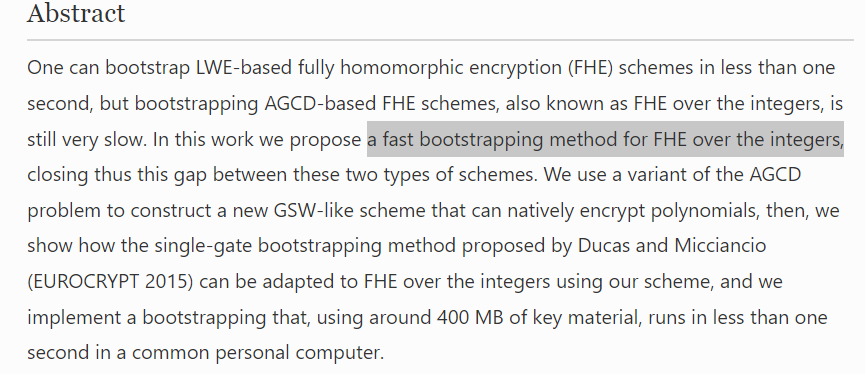 Abstract
One can bootstrap LWE-based fully homomorphic encryption (FHE) schemes in less than one
second, but bootstrapping AGCD-based FHE schemes, also known as FHE over the integers, is
still very slow. In this work we propose a fast bootstrapping method for FHE over the integers,
closing thus this gap between these two types of schemes. We use a variant of the AGCD
problem to construct a new GSW-like scheme that can natively encrypt polynomials, then, we
show how the single-gate bootstrapping method proposed by Ducas and Micciancio
(EUROCRYPT 2015) can be adapted to FHE over the integers using our scheme, and we
implement a bootstrapping that, using around 400 MB of key material, runs in less than one
second in a common personal computer.